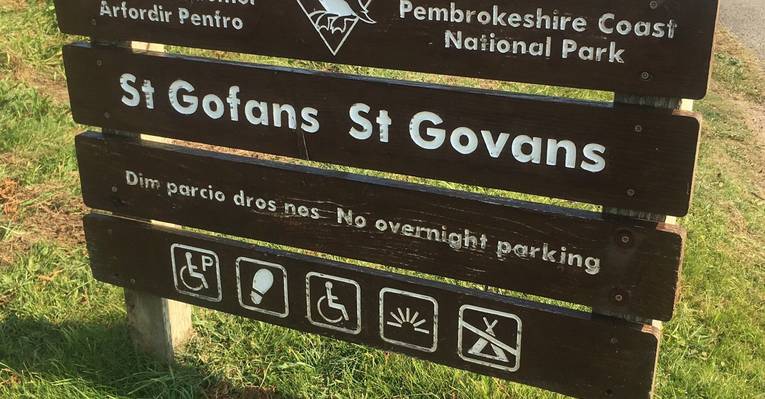 Arfordir Penfro
Pembrokeshire Coast
National Park
St Gofans St Govans
Dim parcio dros nos No overnight parking
P